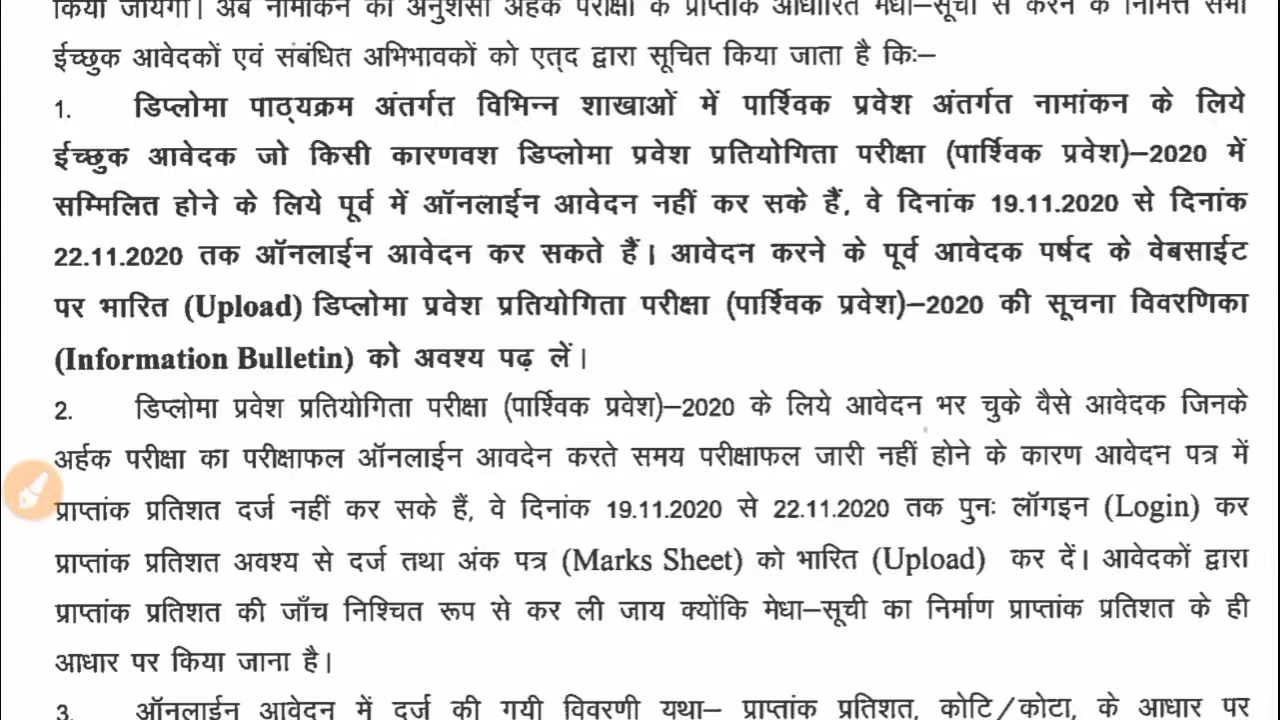 किया जायेगा। अब नामांकन की अनुशंसा अर्हक परीक्षा के प्राप्तांक आधारित मेधा–सूची से करने के निमित्त सभी
ईच्छुक आवेदकों एवं संबंधित अभिभावकों को एत्द द्वारा सूचित किया जाता है किः–
1. डिप्लोमा पाठ्यक्रम अंतर्गत विभिन्न शाखाओं में पार्श्विक प्रवेश अंतर्गत नामांकन के लिये
ईच्छुक आवेदक जो किसी कारणवश डिप्लोमा प्रवेश प्रतियोगिता परीक्षा (पार्श्विक प्रवेश)–2020 में
सम्मिलित होने के लिये पूर्व में ऑनलाईन आवेदन नहीं कर सके हैं, वे दिनांक 19.11.2020 से दिनांक
22.11.2020 तक ऑनलाईन आवेदन कर सकते हैं। आवेदन करने के पूर्व आवेदक पर्षद के वेबसाईट
पर भारित (Upload) डिप्लोमा प्रवेश प्रतियोगिता परीक्षा (पार्श्विक प्रवेश)–2020 की सूचना विवरणिका
(Information Bulletin) को अवश्य पढ़ लें।
2. डिप्लोमा प्रवेश प्रतियोगिता परीक्षा (पार्श्विक प्रवेश)–2020 के लिये आवेदन भर चुके वैसे आवेदक जिनके
अर्हक परीक्षा का परीक्षाफल ऑनलाईन आवदेन करते समय परीक्षाफल जारी नहीं होने के कारण आवेदन पत्र में
प्राप्तांक प्रतिशत दर्ज नहीं कर सके हैं, वे दिनांक 19.11.2020 से 22.11.2020 तक पुनः लॉगइन (Login) कर
प्राप्तांक प्रतिशत अवश्य से दर्ज तथा अंक पत्र (Marks Sheet) को भारित (Upload) कर दें। आवेदकों द्वारा
प्राप्तांक प्रतिशत की जाँच निश्चित रूप से कर ली जाय क्योंकि मेधा–सूची का निर्माण प्राप्तांक प्रतिशत के ही
आधार पर किया जाना है।
3. ऑनलाईन आवेदन में दर्ज की गयी विवरणी यथा– प्राप्तांक प्रतिशत, कोटि/कोटा, के आधार पर